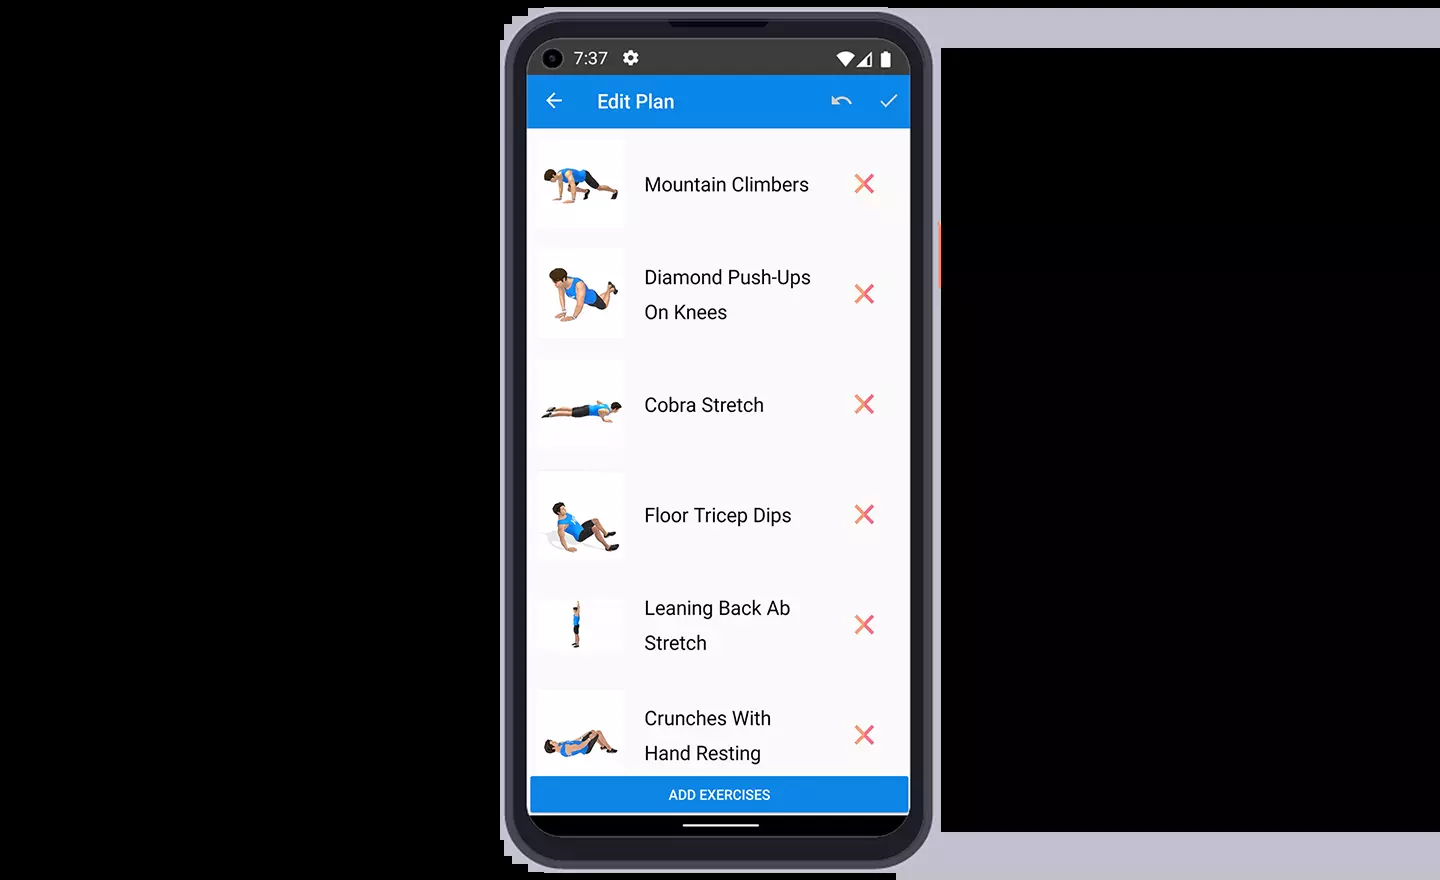 7:37
Edit Plan
Mountain Climbers
Diamond Push-Ups
On Knees
Cobra Stretch
Floor Tricep Dips
Leaning Back Ab
Stretch
Crunches With
Hand Resting
ADD EXERCISES